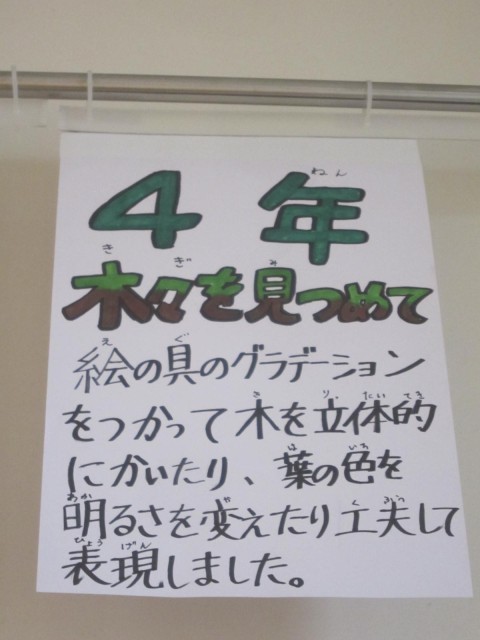 4年
木々を見つめて
絵の具のグラデーション
をつかって木を立体的
にかいたり、葉の色を
明るさを変えたり工夫して
表現しました。